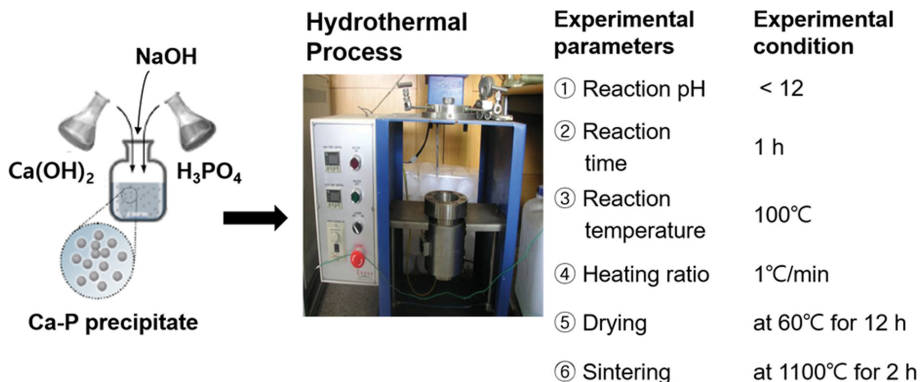 NaOH
Ca(OH)₂
H₃PO₄
Ca-P precipitate
Hydrothermal
Process
Experimental
parameters
Experimental
condition
① Reaction pH
< 12
② Reaction
time
1 h
③ Reaction
temperature
100℃
④ Heating ratio
1℃/min
⑤ Drying
at 60℃ for 12 h
⑥ Sintering
at 1100℃ for 2 h